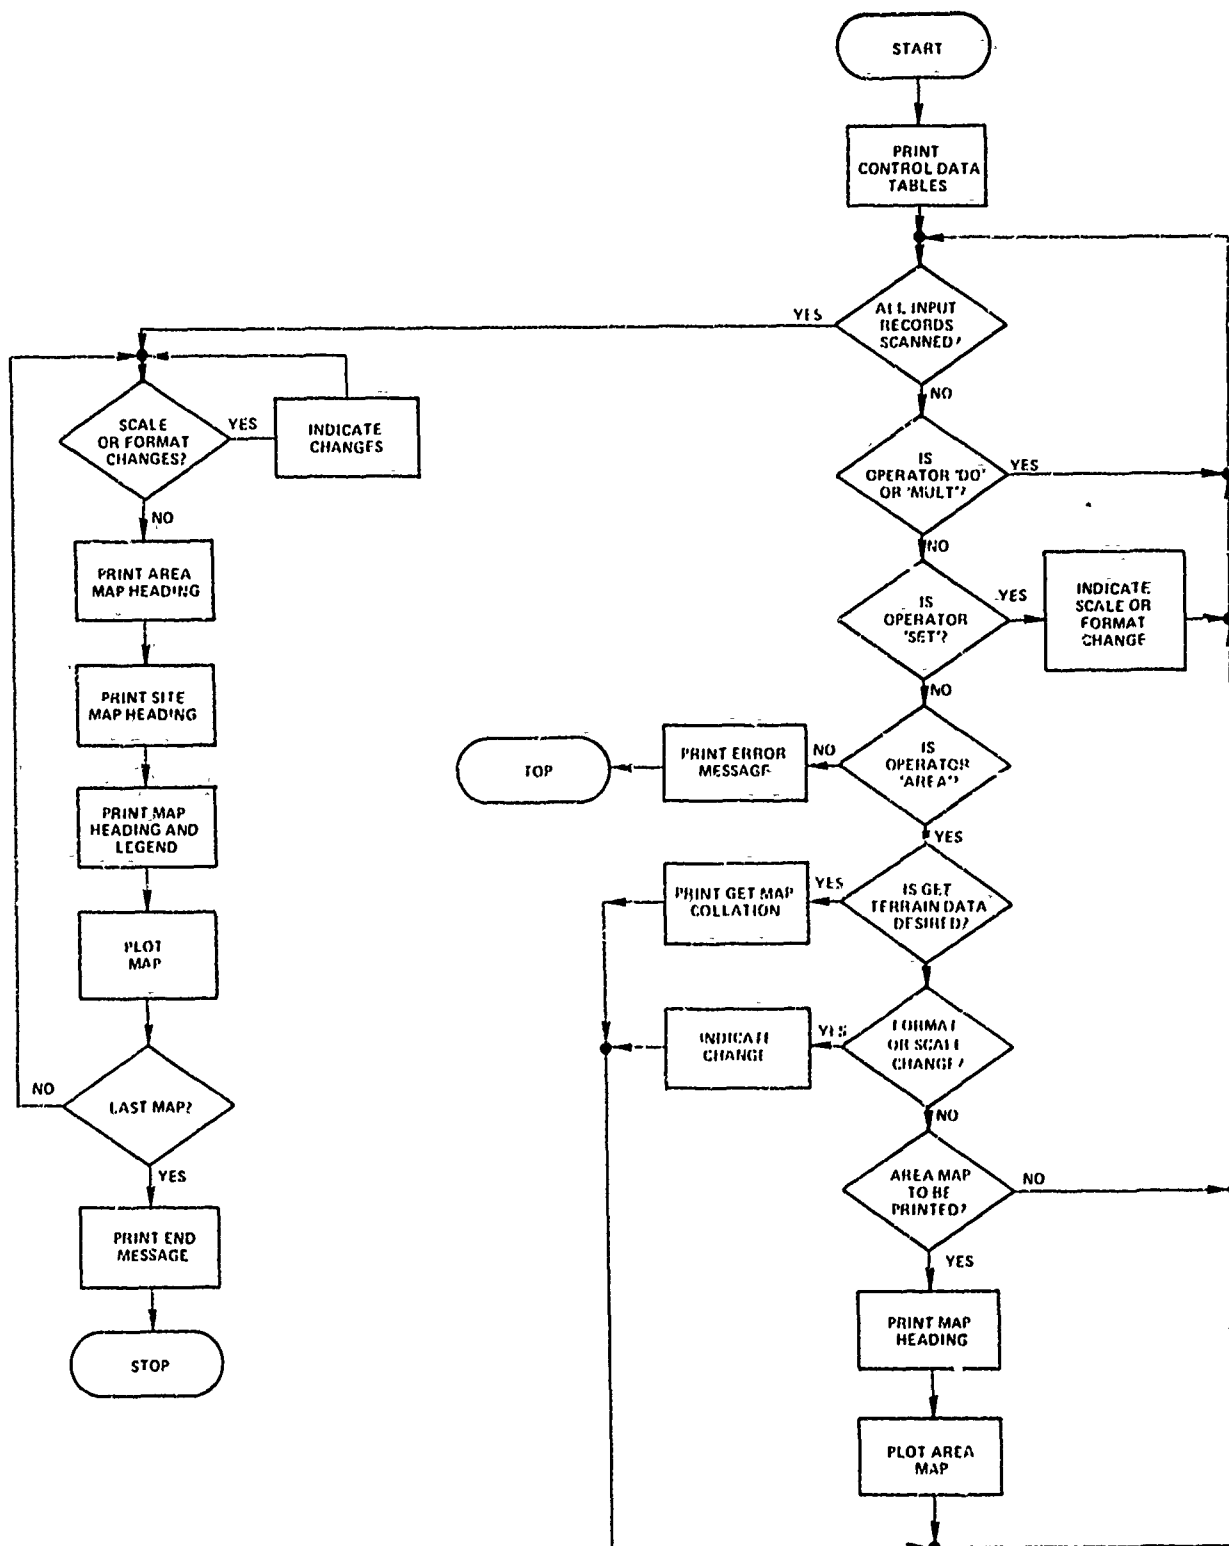 START
PRINT
CONTROL DATA
TABLES
ALL INPUT
RECORDS
SCANNED?
YES
NO
IS
OPERATOR 'DO'
OR 'MULT'?
YES
NO
IS
OPERATOR
'SET'?
YES
INDICATE
SCALE OR
FORMAT
CHANGE
NO
IS
OPERATOR
'AREA'?
NO
PRINT ERROR
MESSAGE
TOP
YES
IS GET
TERRAIN DATA
DESIRED?
YES
PRINT GET MAP
COLLATION
FORMAT
OR SCALE
CHANGE?
YES
INDICATE
CHANGE
NO
AREA MAP
TO BE
PRINTED?
NO
YES
PRINT MAP
HEADING
PLOT AREA
MAP
SCALE
OR FORMAT
CHANGES?
YES
INDICATE
CHANGES
NO
PRINT AREA
MAP HEADING
PRINT SITE
MAP HEADING
PRINT MAP
HEADING AND
LEGEND
PLOT
MAP
LAST MAP?
NO
YES
PRINT END
MESSAGE
STOP